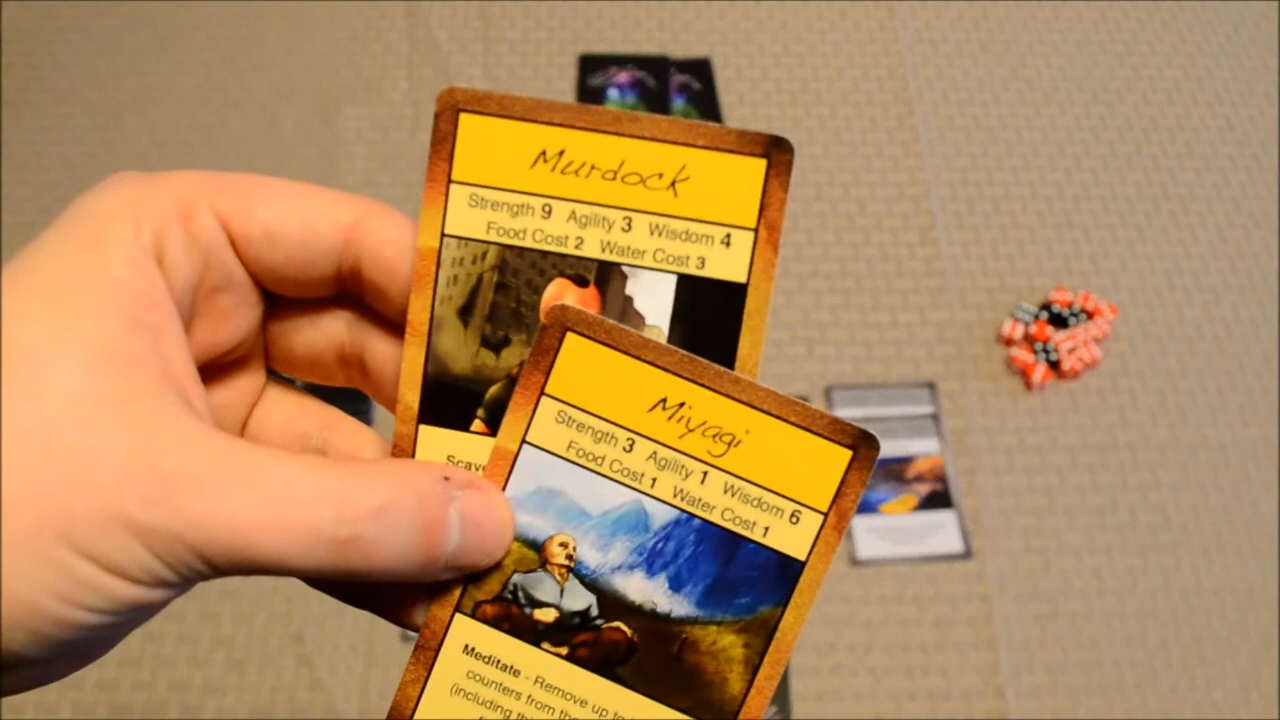 Murdock
Strength 9 Agility 3 Wisdom 4
Food Cost 2 Water Cost 3
Miyagi
Strength 3 Agility 1 Wisdom 6
Food Cost 1 Water Cost 1
Meditate - Remove up to
counters from the
(including